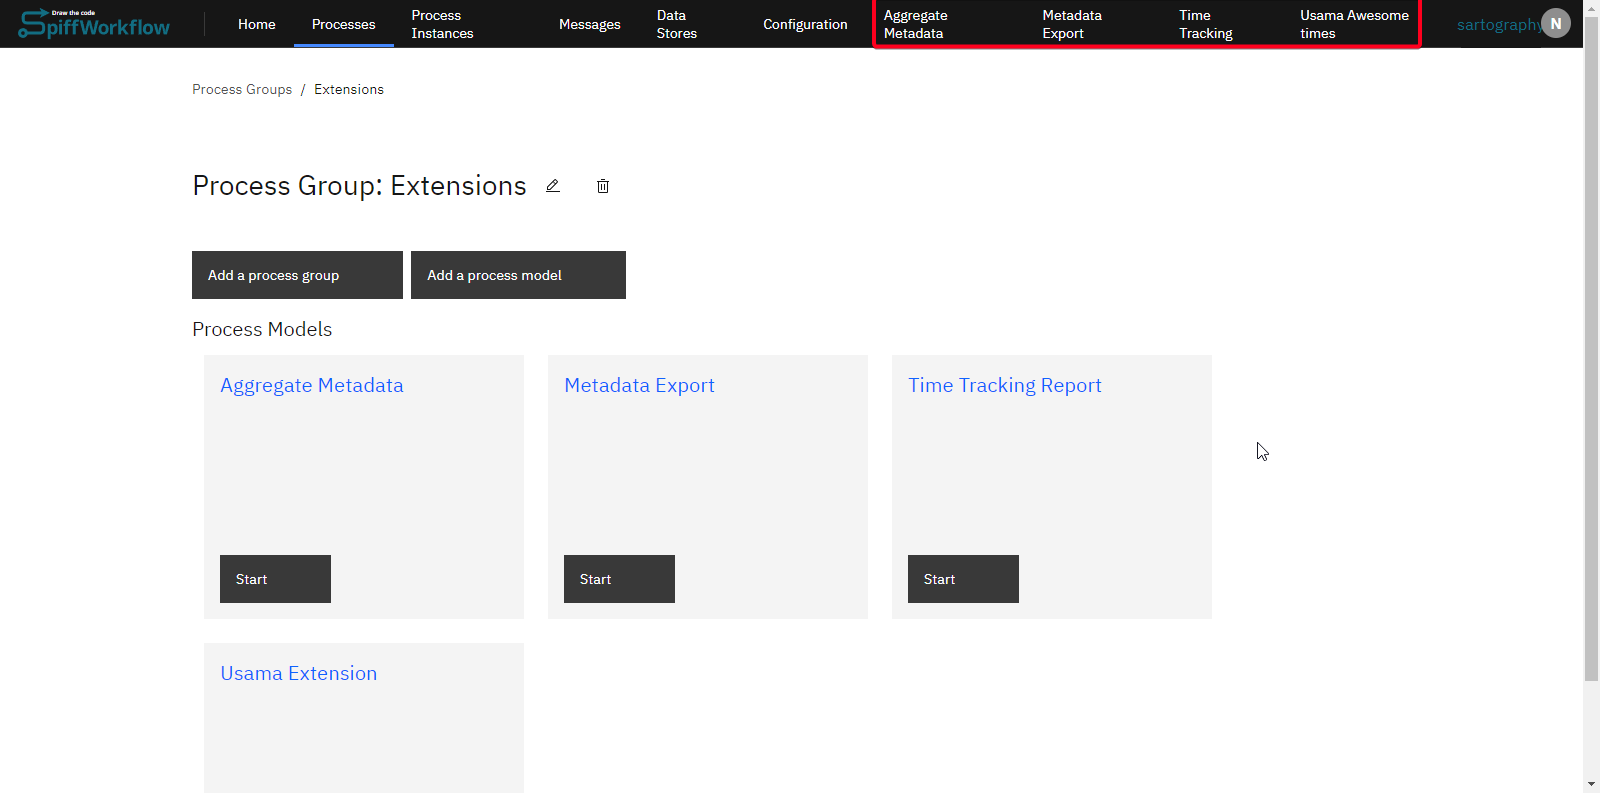 Draw the code
SpiffWorkflow
Home
Processes
Process
Instances
Messages
Data
Stores
Configuration
Aggregate
Metadata
Metadata
Export
Time
Tracking
Usama Awesome
times
sartography
N
Process Groups / Extensions
Process Group: Extensions
Add a process group
Add a process model
Process Models
Aggregate Metadata
Metadata Export
Time Tracking Report
Start
Start
Start
Usama Extension